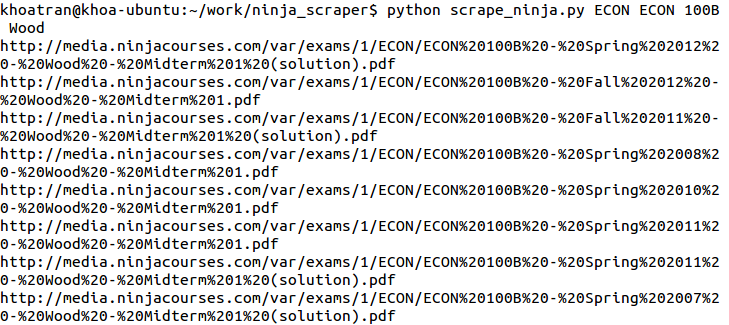 khoatran@khoa-ubuntu:~/work/ninja_scraper$ python scrape_ninja.py ECON ECON 100B
 Wood
http://media.ninjacourses.com/var/exams/1/ECON/ECON%20100B%20-%20Spring%202012%2
0-%20Wood%20-%20Midterm%201%20(solution).pdf
http://media.ninjacourses.com/var/exams/1/ECON/ECON%20100B%20-%20Fall%202012%20-
%20Wood%20-%20Midterm%201.pdf
http://media.ninjacourses.com/var/exams/1/ECON/ECON%20100B%20-%20Fall%202011%20-
%20Wood%20-%20Midterm%201%20(solution).pdf
http://media.ninjacourses.com/var/exams/1/ECON/ECON%20100B%20-%20Spring%202008%2
0-%20Wood%20-%20Midterm%201.pdf
http://media.ninjacourses.com/var/exams/1/ECON/ECON%20100B%20-%20Spring%202010%2
0-%20Wood%20-%20Midterm%201.pdf
http://media.ninjacourses.com/var/exams/1/ECON/ECON%20100B%20-%20Spring%202011%2
0-%20Wood%20-%20Midterm%201.pdf
http://media.ninjacourses.com/var/exams/1/ECON/ECON%20100B%20-%20Spring%202011%2
0-%20Wood%20-%20Midterm%201%20(solution).pdf
http://media.ninjacourses.com/var/exams/1/ECON/ECON%20100B%20-%20Spring%202007%2
0-%20Wood%20-%20Midterm%201%20(solution).pdf